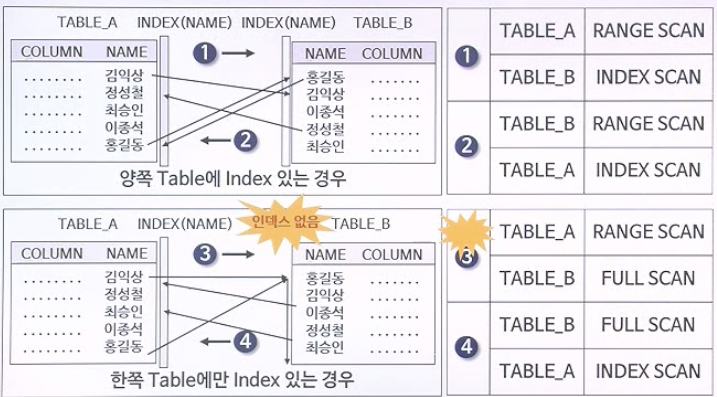 TABLE_A INDEX(NAME) INDEX(NAME) TABLE_B
COLUMN NAME
........ 김익상
........ 정성철
........ 최승인
........ 이종석
........ 홍길동
1
2
NAME COLUMN
홍길동 .......
김익상 .......
이종석 .......
정성철 .......
최승인 .......
양쪽 Table에 Index 있는 경우
1
TABLE_A RANGE SCAN
TABLE_B INDEX SCAN
2
TABLE_B RANGE SCAN
TABLE_A INDEX SCAN
TABLE_A INDEX(NAME) 인덱스 없음 TABLE_B
COLUMN NAME
........ 김익상
........ 정성철
........ 최승인
........ 이종석
........ 홍길동
3
4
NAME COLUMN
홍길동 .......
김익상 .......
이종석 .......
정성철 .......
최승인 .......
한쪽 Table에만 Index 있는 경우
3
TABLE_A RANGE SCAN
TABLE_B FULL SCAN
4
TABLE_B FULL SCAN
TABLE_A INDEX SCAN